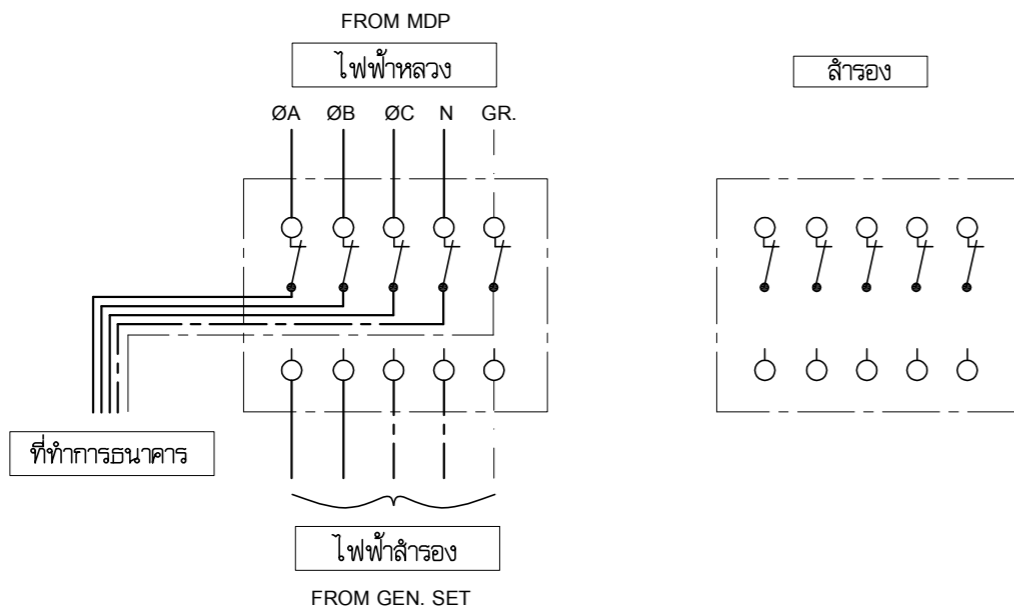 FROM MDP
ไฟฟ้าหลวง
สำรอง
ØA ØB ØC N GR.
ที่ทำการธนาคาร
ไฟฟ้าสำรอง
FROM GEN. SET